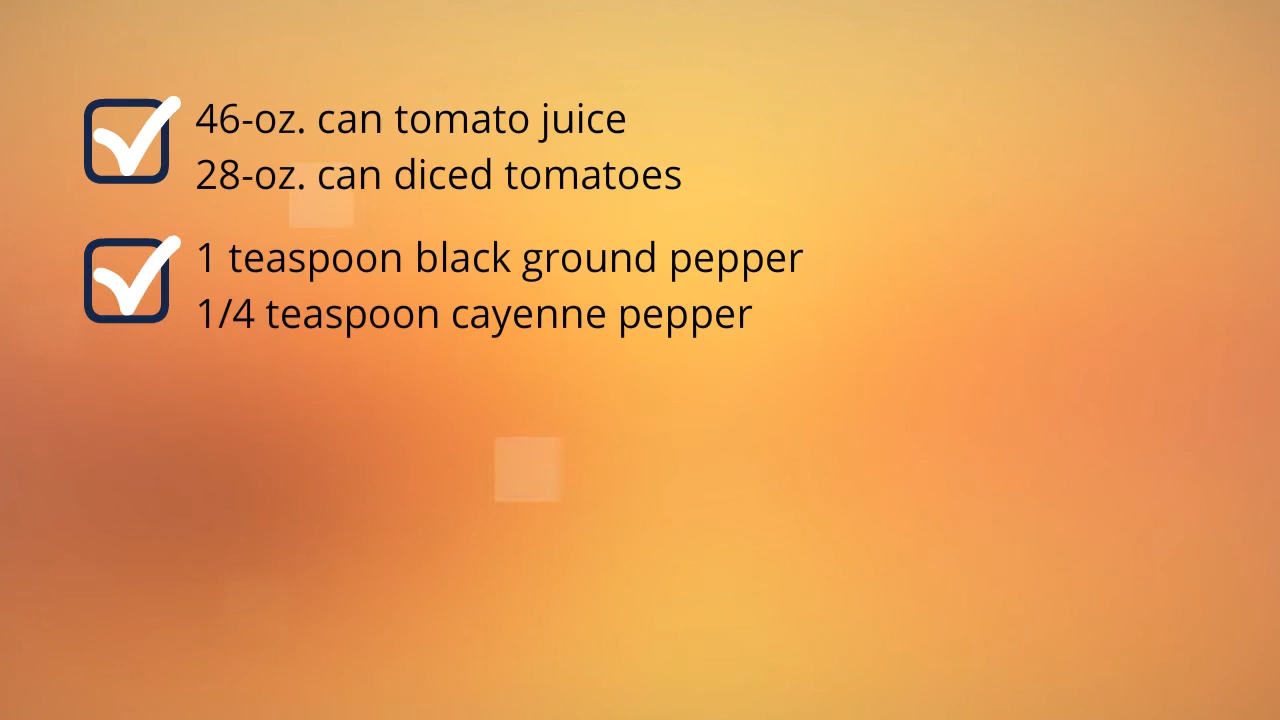 46-oz. can tomato juice
28-oz. can diced tomatoes
1 teaspoon black ground pepper
1/4 teaspoon cayenne pepper